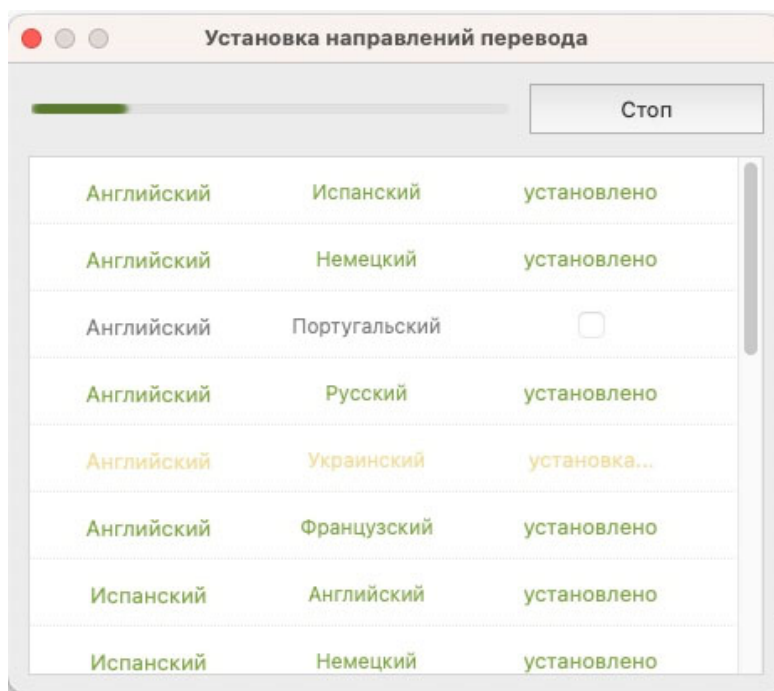 Установка направлений перевода
Стоп
Английский Испанский установлено
Английский Немецкий установлено
Английский Португальский
Английский Русский установлено
Английский Украинский установка...
Английский Французский установлено
Испанский Английский установлено
Испанский Немецкий установлено